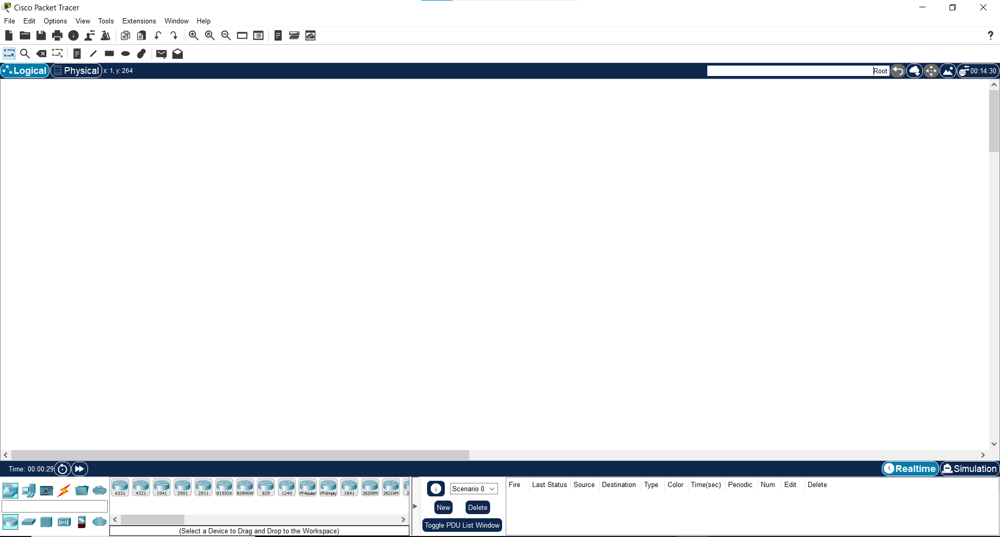 Cisco Packet Tracer
File Edit Options View Tools Extensions Window Help
?
Logical Physical x: 1, y: 264 Root 00:14:30
Time: 00:00:29 Realtime Simulation
4331 4321 1941 2901 2911 819IOX 819HGW 829 1240 PT-Router PT-Empty 1841 2620XM 2621XM 2
(Select a Device to Drag and Drop to the Workspace)
Scenario 0
New Delete
Toggle PDU List Window
Fire Last Status Source Destination Type Color Time(sec) Periodic Num Edit Delete